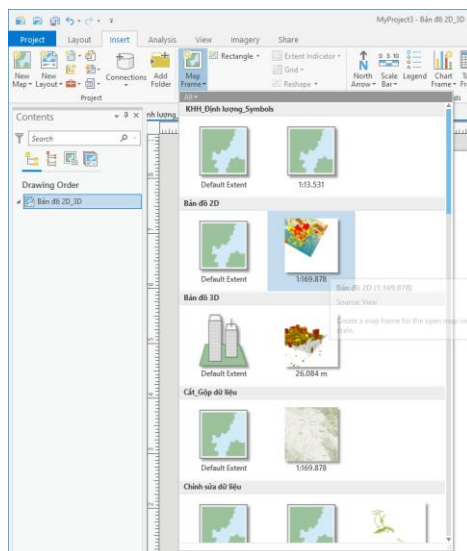 MyProject3 - Bản đồ 2D_3D
Project Layout Insert Analysis View Imagery Share
New Map New Layout Connections Add Folder Map Frame Rectangle Extent Indicator Grid Reshape North Arrow Scale Bar Legend Chart Frame
Project
All
Contents
Search
Drawing Order
Bản đồ 2D_3D
KHH_Định lượng_Symbols
Default Extent 1:13.531
Bản đồ 2D
Default Extent 1:169.878
Bản đồ 2D (1:169,878)
Source: View
Create a map frame for the open map
scale.
Bản đồ 3D
Default Extent 26.084 m
Cắt_Gộp dữ liệu
Default Extent 1:169.878
Chỉnh sửa dữ liệu